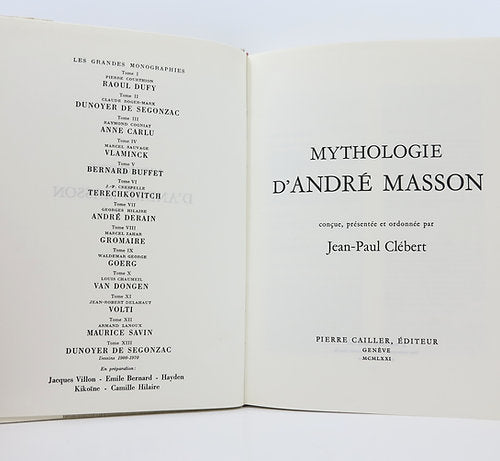 LES GRANDES MONOGRAPHIES
Tome I
PIERRE COURTHION
RAOUL DUFY
Tome II
CLAUDE ROGER-MARX
DUNOYER DE SEGONZAC
Tome III
RAYMOND COGNIAT
ANNE CARLU
Tome IV
MARCEL SAUVAGE
VLAMINCK
Tome V
BERNARD BUFFET
Tome VI
J.-P. CRESPELLE
TERECHKOVITCH
Tome VII
GEORGES HILAIRE
ANDRÉ DERAIN
Tome VIII
MARCEL ZAHAR
GROMAIRE
Tome IX
WALDEMAR GEORGE
GOERG
Tome X
LOUIS CHAUMEIL
VAN DONGEN
Tome XI
JEAN-ROBERT DELAHAUT
VOLTI
Tome XII
ARMAND LANOUX
MAURICE SAVIN
Tome XIII
DUNOYER DE SEGONZAC
Dessins 1900-1970
En préparation :
Jacques Villon - Emile Bernard - Hayden
Kikoïne - Camille Hilaire
MYTHOLOGIE
D'ANDRÉ MASSON
conçue, présentée et ordonnée par
Jean-Paul Clébert
PIERRE CAILLER, ÉDITEUR
GENÈVE
MCMLXXI